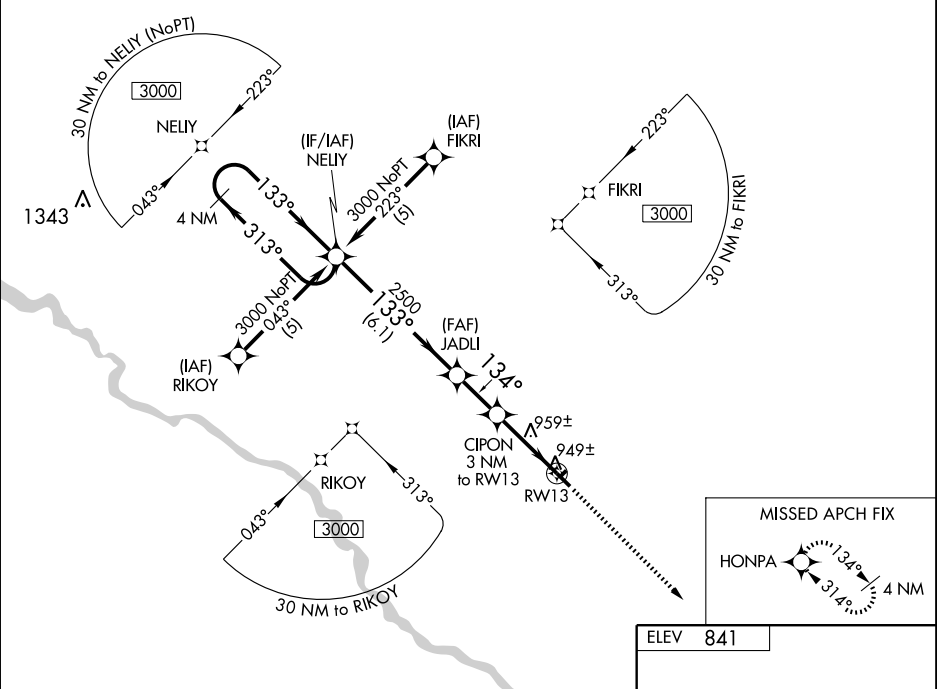 30 NM to NELIY (NoPT)
3000
223°
NELIY
043°
1343
4 NM
133°
313°
(IF/IAF)
NELIY
(IAF)
FIKRI
3000 NoPT
223°
(5)
3000 NoPT
043°
(5)
(IAF)
RIKOY
2500
133°
(6.1)
(FAF)
JADLI
134°
CIPON
3 NM
to RW13
959±
949±
RW13
223°
FIKRI
3000
313°
30 NM to FIKRI
RIKOY
043°
313°
3000
30 NM to RIKOY
MISSED APCH FIX
HONPA
134°
314°
4 NM
ELEV 841